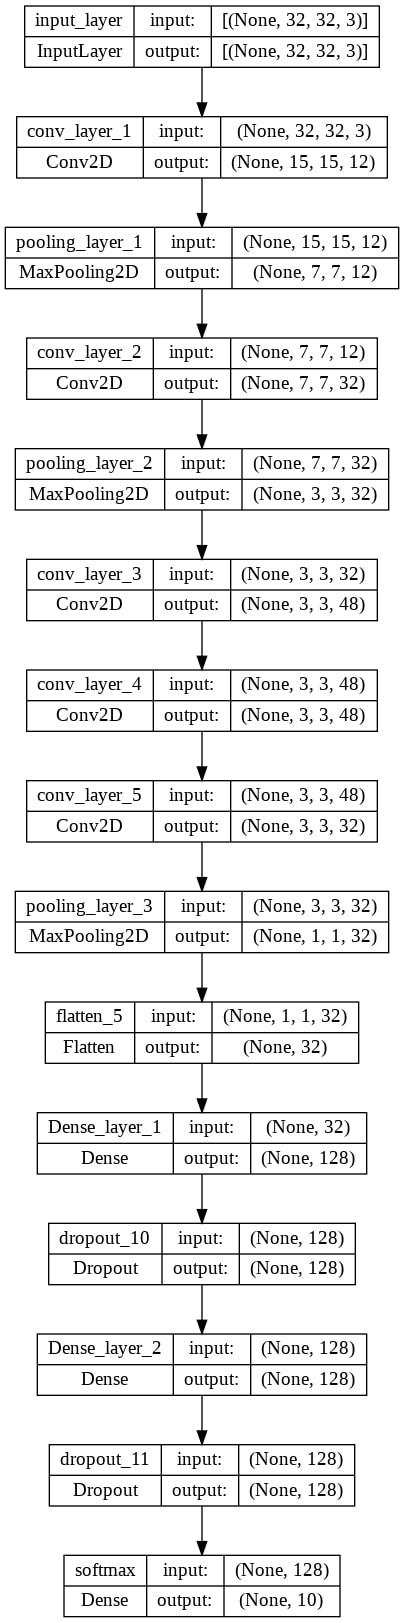 input_layer input: [(None, 32, 32, 3)]
InputLayer output: [(None, 32, 32, 3)]
conv_layer_1 input: (None, 32, 32, 3)
Conv2D output: (None, 15, 15, 12)
pooling_layer_1 input: (None, 15, 15, 12)
MaxPooling2D output: (None, 7, 7, 12)
conv_layer_2 input: (None, 7, 7, 12)
Conv2D output: (None, 7, 7, 32)
pooling_layer_2 input: (None, 7, 7, 32)
MaxPooling2D output: (None, 3, 3, 32)
conv_layer_3 input: (None, 3, 3, 32)
Conv2D output: (None, 3, 3, 48)
conv_layer_4 input: (None, 3, 3, 48)
Conv2D output: (None, 3, 3, 48)
conv_layer_5 input: (None, 3, 3, 48)
Conv2D output: (None, 3, 3, 32)
pooling_layer_3 input: (None, 3, 3, 32)
MaxPooling2D output: (None, 1, 1, 32)
flatten_5 input: (None, 1, 1, 32)
Flatten output: (None, 32)
Dense_layer_1 input: (None, 32)
Dense output: (None, 128)
dropout_10 input: (None, 128)
Dropout output: (None, 128)
Dense_layer_2 input: (None, 128)
Dense output: (None, 128)
dropout_11 input: (None, 128)
Dropout output: (None, 128)
softmax input: (None, 128)
Dense output: (None, 10)